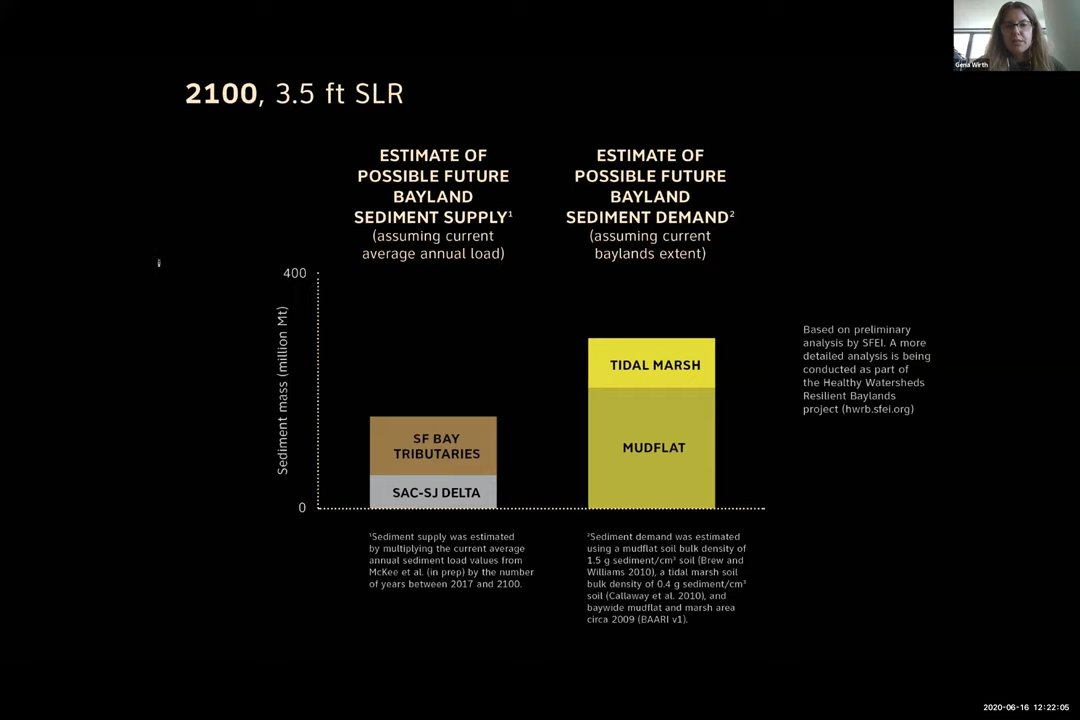 Gena Wirth
2100, 3.5 ft SLR
ESTIMATE OF
POSSIBLE FUTURE
BAYLAND
SEDIMENT SUPPLY¹
(assuming current
average annual load)
ESTIMATE OF
POSSIBLE FUTURE
BAYLAND
SEDIMENT DEMAND²
(assuming current
baylands extent)
400
Sediment mass (million Mt)
0
SF BAY
TRIBUTARIES
SAC-SJ DELTA
TIDAL MARSH
MUDFLAT
Based on preliminary
analysis by SFEI. A more
detailed analysis is being
conducted as part of
the Healthy Watersheds
Resilient Baylands
project (hwrb.sfei.org)
¹Sediment supply was estimated
by multiplying the current average
annual sediment load values from
McKee et al. (in prep) by the number
of years between 2017 and 2100.
²Sediment demand was estimated
using a mudflat soil bulk density of
1.5 g sediment/cm³ soil (Brew and
Williams 2010), a tidal marsh soil
bulk density of 0.4 g sediment/cm³
soil (Callaway et al. 2010), and
baywide mudflat and marsh area
circa 2009 (BAARI v1).
2020-06-16 12:22:05